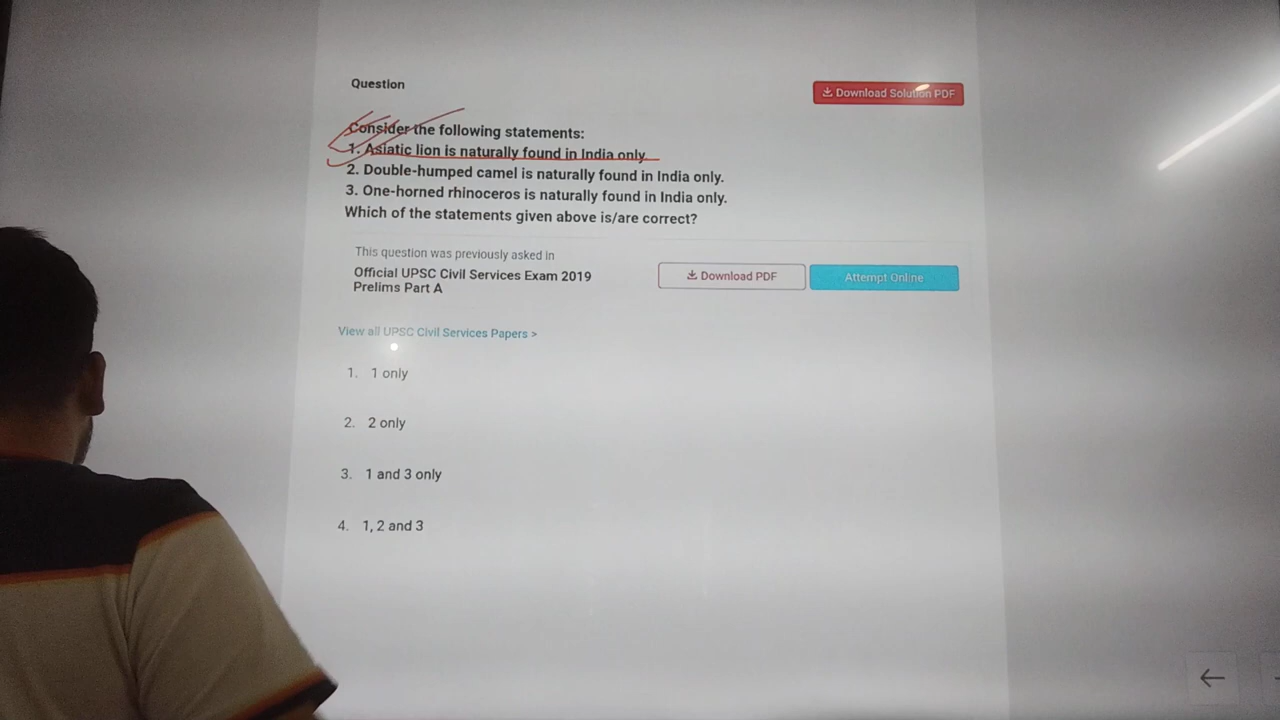 Question
Download Solution PDF
Consider the following statements:
1. Asiatic lion is naturally found in India only.
2. Double-humped camel is naturally found in India only.
3. One-horned rhinoceros is naturally found in India only.
Which of the statements given above is/are correct?
This question was previously asked in
Official UPSC Civil Services Exam 2019
Prelims Part A
Download PDF
Attempt Online
View all UPSC Civil Services Papers >
1. 1 only
2. 2 only
3. 1 and 3 only
4. 1, 2 and 3